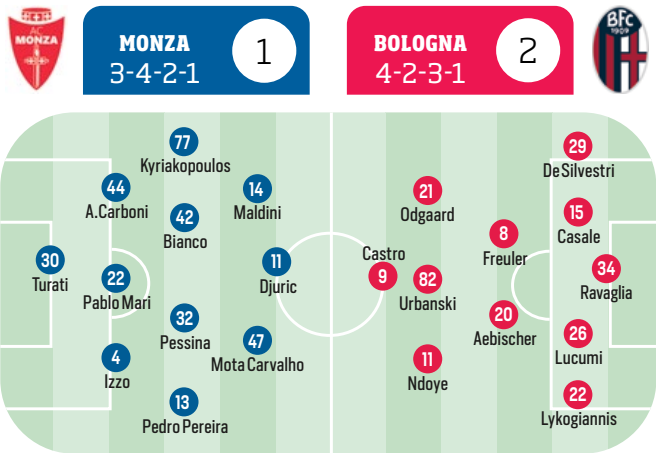 AC
MONZA
MONZA
3-4-2-1
1
BOLOGNA
4-2-3-1
2
BFC
1909
30
Turati
44
A.Carboni
22
Pablo Mari
4
Izzo
77
Kyriakopoulos
42
Bianco
32
Pessina
13
Pedro Pereira
14
Maldini
47
Mota Carvalho
11
Djuric
Castro
9
21
Odgaard
82
Urbanski
11
Ndoye
8
Freuler
20
Aebischer
29
De Silvestri
15
Casale
26
Lucumi
22
Lykogiannis
34
Ravaglia